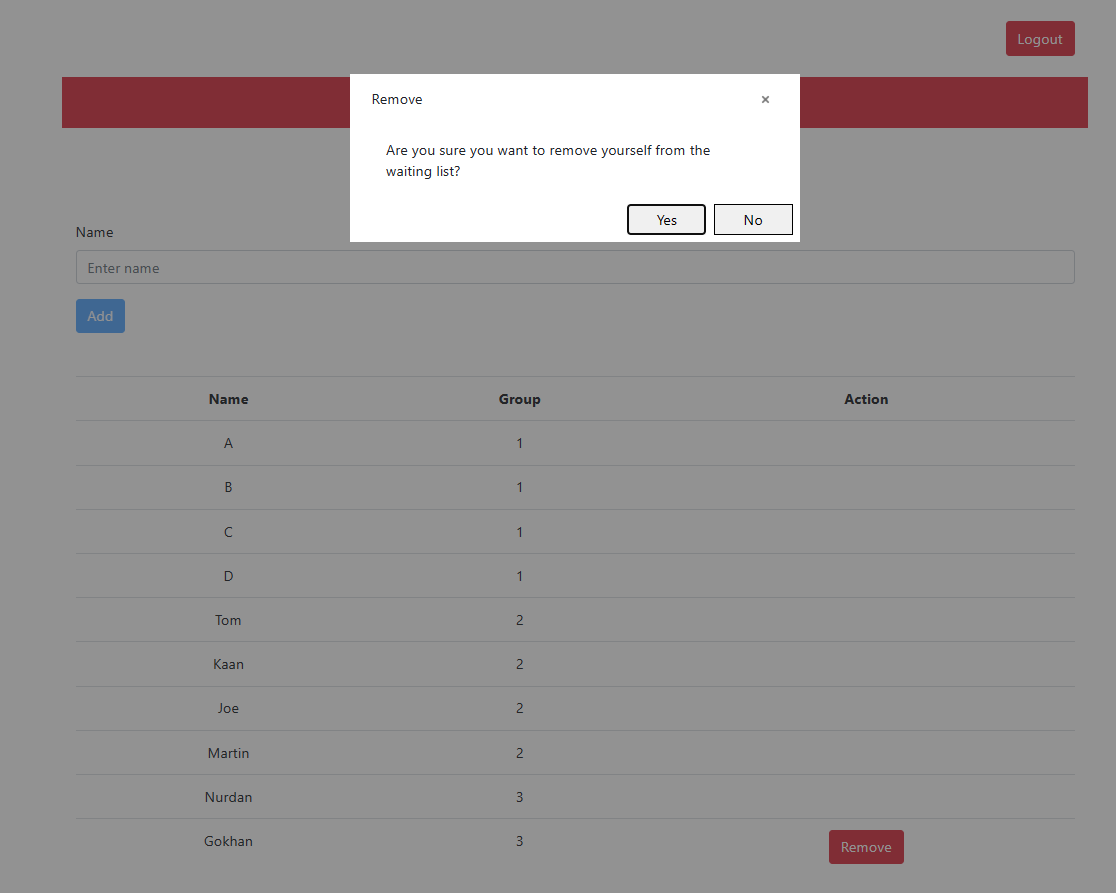 Logout
Remove ×
Are you sure you want to remove yourself from the
waiting list?
Yes No
Name
Enter name
Add
Name Group Action
A 1
B 1
C 1
D 1
Tom 2
Kaan 2
Joe 2
Martin 2
Nurdan 3
Gokhan 3 Remove